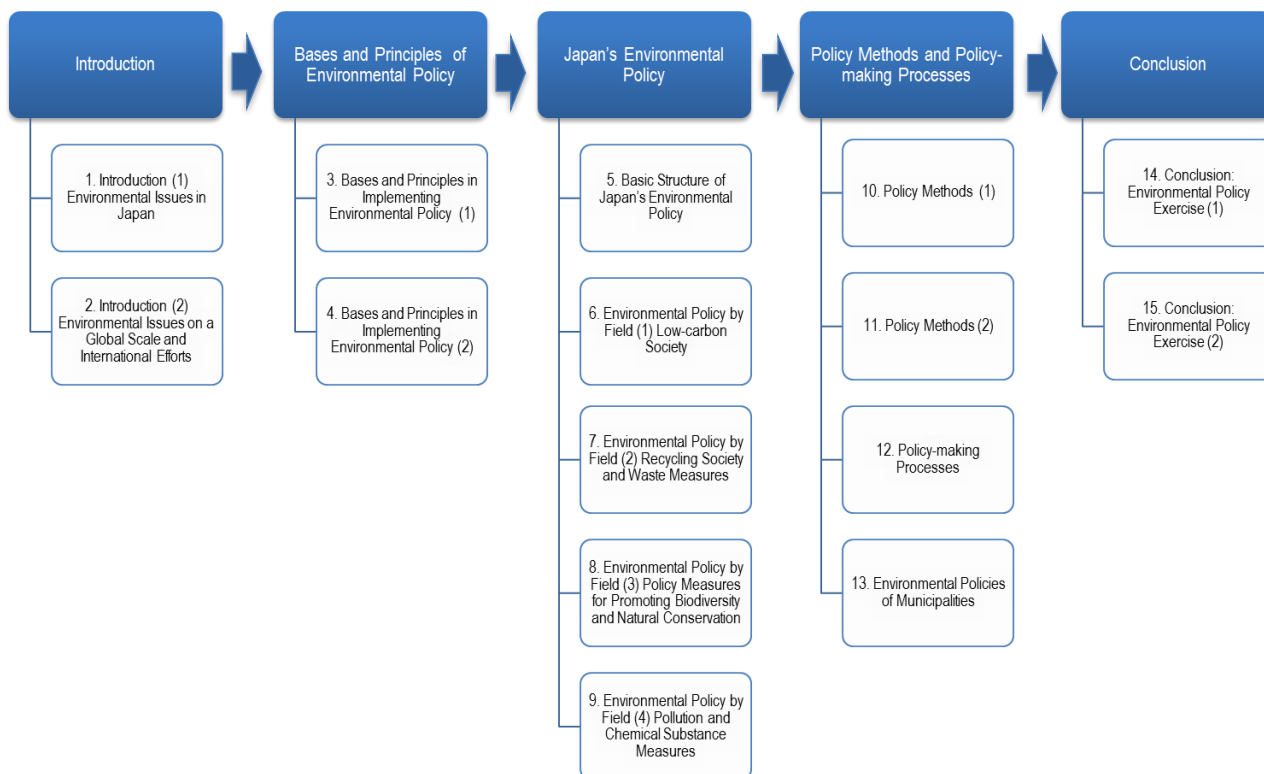 Introduction
1. Introduction (1)
Environmental Issues in
Japan
2. Introduction (2)
Environmental Issues on a
Global Scale and
International Efforts
Bases and Principles of
Environmental Policy
3. Bases and Principles in
Implementing
Environmental Policy (1)
4. Bases and Principles in
Implementing
Environmental Policy (2)
Japan’s Environmental
Policy
5. Basic Structure of
Japan’s Environmental
Policy
6. Environmental Policy by
Field (1) Low-carbon
Society
7. Environmental Policy by
Field (2) Recycling Society
and Waste Measures
8. Environmental Policy by
Field (3) Policy Measures
for Promoting Biodiversity
and Natural Conservation
9. Environmental Policy by
Field (4) Pollution and
Chemical Substance
Measures
Policy Methods and Policy-
making Processes
10. Policy Methods (1)
11. Policy Methods (2)
12. Policy-making
Processes
13. Environmental Policies
of Municipalities
Conclusion
14. Conclusion:
Environmental Policy
Exercise (1)
15. Conclusion:
Environmental Policy
Exercise (2)